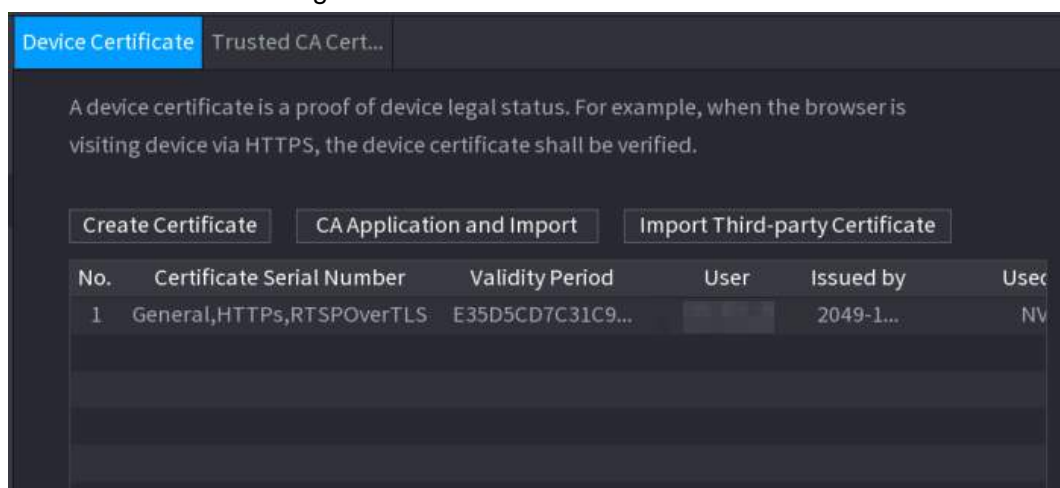 Device Certificate Trusted CA Cert...
A device certificate is a proof of device legal status. For example, when the browser is
visiting device via HTTPS, the device certificate shall be verified.
Create Certificate CA Application and Import Import Third-party Certificate
No. Certificate Serial Number Validity Period User Issued by
1 General,HTTPs,RTSPOverTLS E35D5CD7C31C9... 2049-1... NV